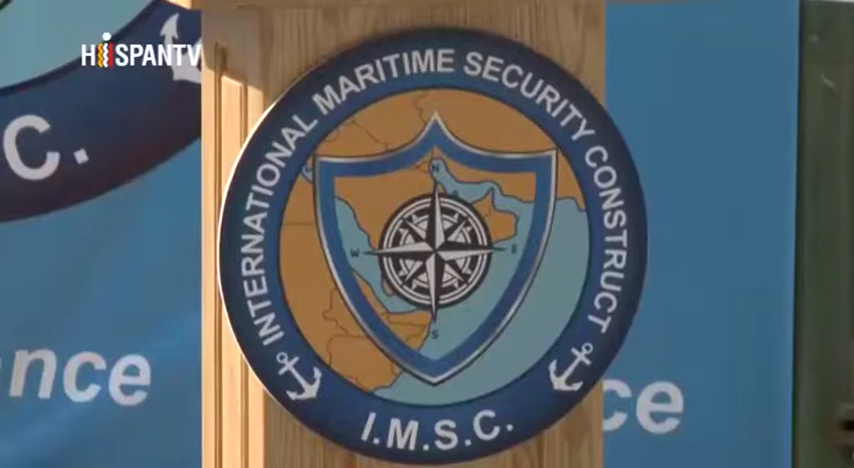 HISPANTV
INTERNATIONAL MARITIME SECURITY CONSTRUCT
N
W E
S
I.M.S.C.
C.
nce
ce